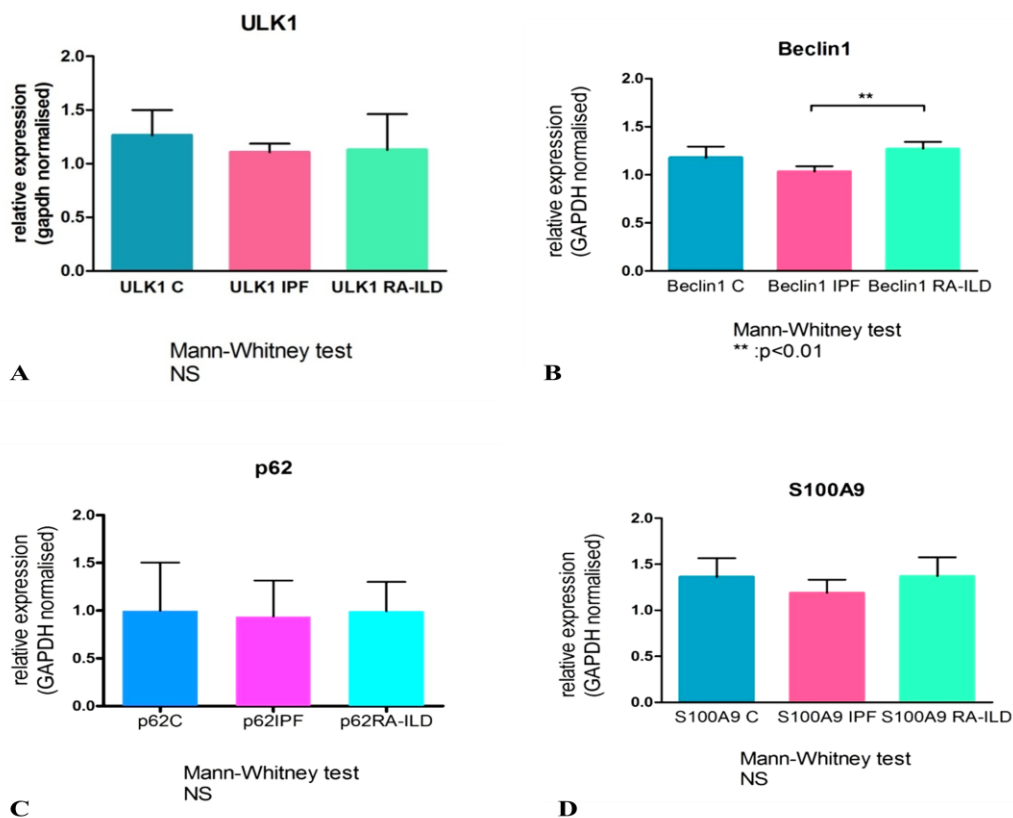 ULK1
relative expression
(gapdh normalised)
2.0
1.5
1.0
0.5
0.0
ULK1 C
ULK1 IPF
ULK1 RA-ILD
Mann-Whitney test
NS
A
Beclin1
relative expression
(GAPDH normalised)
2.0
1.5
1.0
0.5
0.0
**
Beclin1 C
Beclin1 IPF
Beclin1 RA-ILD
Mann-Whitney test
** :p<0.01
B
p62
relative expression
(GAPDH normalised)
2.0
1.5
1.0
0.5
0.0
p62C
p62IPF
p62RA-ILD
Mann-Whitney test
NS
C
S100A9
relative expression
(GAPDH normalised)
2.0
1.5
1.0
0.5
0.0
S100A9 C
S100A9 IPF
S100A9 RA-ILD
Mann-Whitney test
NS
D